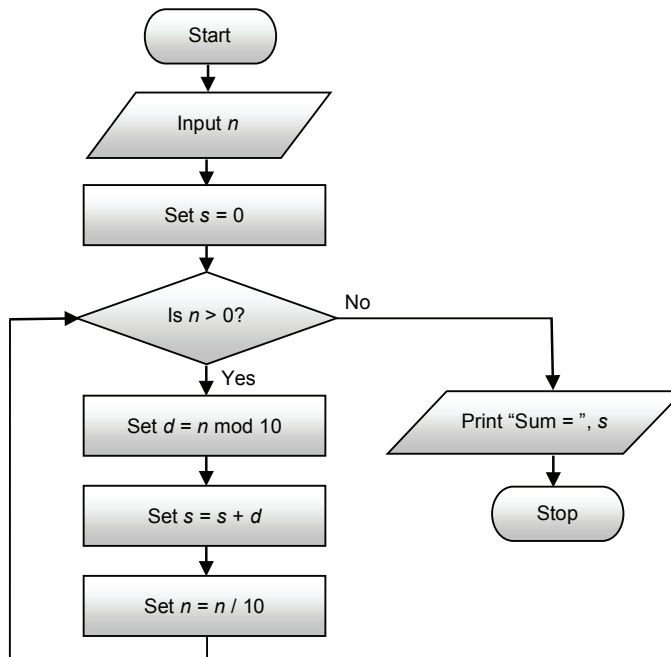 Start
Input n
Set s = 0
Is n > 0?
No
Yes
Set d = n mod 10
Print “Sum = ”, s
Set s = s + d
Stop
Set n = n / 10